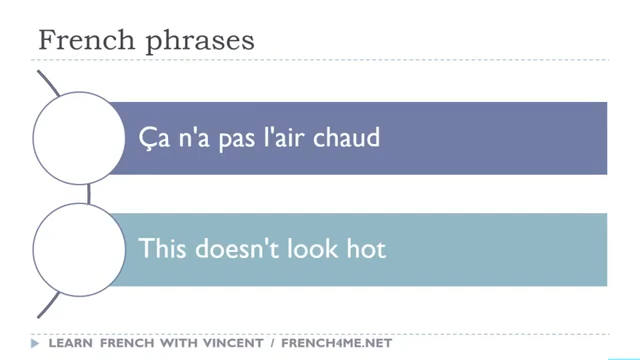 French phrases
Ça n'a pas l'air chaud
This doesn't look hot
LEARN FRENCH WITH VINCENT / FRENCH4ME.NET